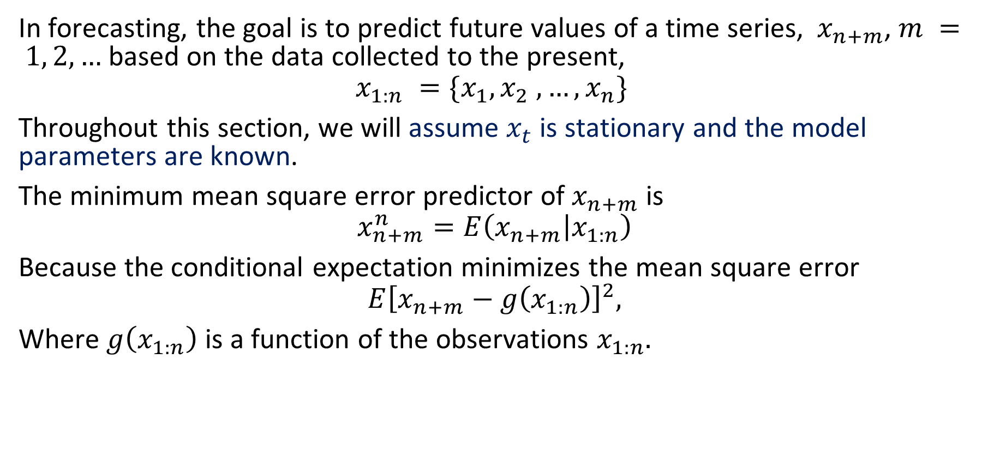 In forecasting, the goal is to predict future values of a time series, $x_{n+m}$, $m$ =
$1, 2, \ldots$ based on the data collected to the present,
$x_{1:n} = \{x_1, x_2, \ldots, x_n\}$
Throughout this section, we will assume $x_t$ is stationary and the model
parameters are known.
The minimum mean square error predictor of $x_{n+m}$ is
$x_{n+m}^{n} = E(x_{n+m}|x_{1:n})$
Because the conditional expectation minimizes the mean square error
$E[x_{n+m} - g(x_{1:n})]^2,$
Where $g(x_{1:n})$ is a function of the observations $x_{1:n}$.